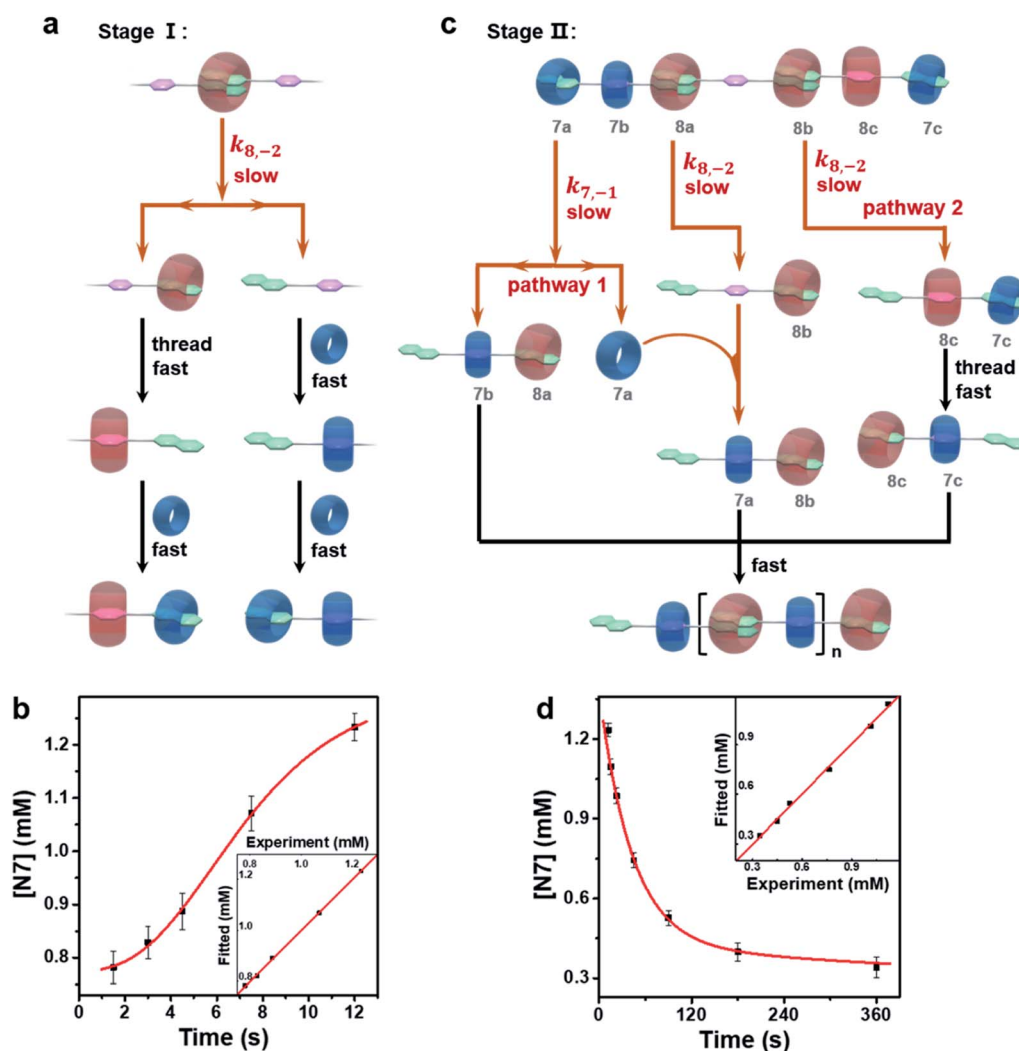 a
Stage I:
k8,−2
slow
thread
fast
fast
fast
fast
c
Stage II:
7a
7b
8a
8b
8c
7c
k7,−1
slow
k8,−2
slow
k8,−2
slow
pathway 2
pathway 1
8b
8c
7c
7b
8a
7a
thread
fast
7a
8b
8c
7c
fast
n
b
[N7] (mM)
1.2
1.1
1.0
0.9
0.8
0
2
4
6
8
10
12
Time (s)
Experiment (mM)
0.8
1.0
1.2
Fitted (mM)
1.2
1.0
0.8
d
[N7] (mM)
1.2
0.9
0.6
0.3
0
120
240
360
Time (s)
Fitted (mM)
0.9
0.6
0.3
0.3
0.6
0.9
Experiment (mM)